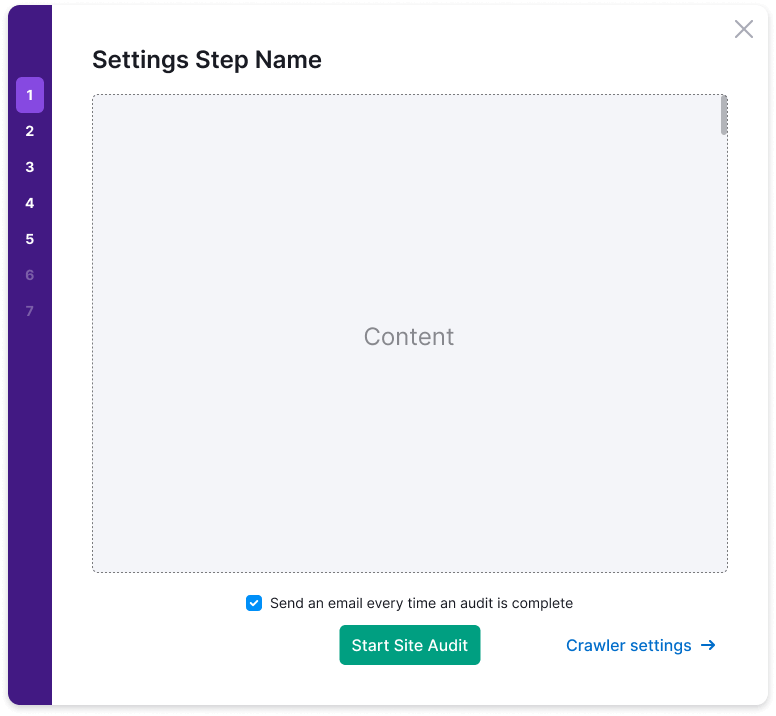 Settings Step Name
1
2
3
4
5
6
7
Content
Send an email every time an audit is complete
Start Site Audit
Crawler settings →